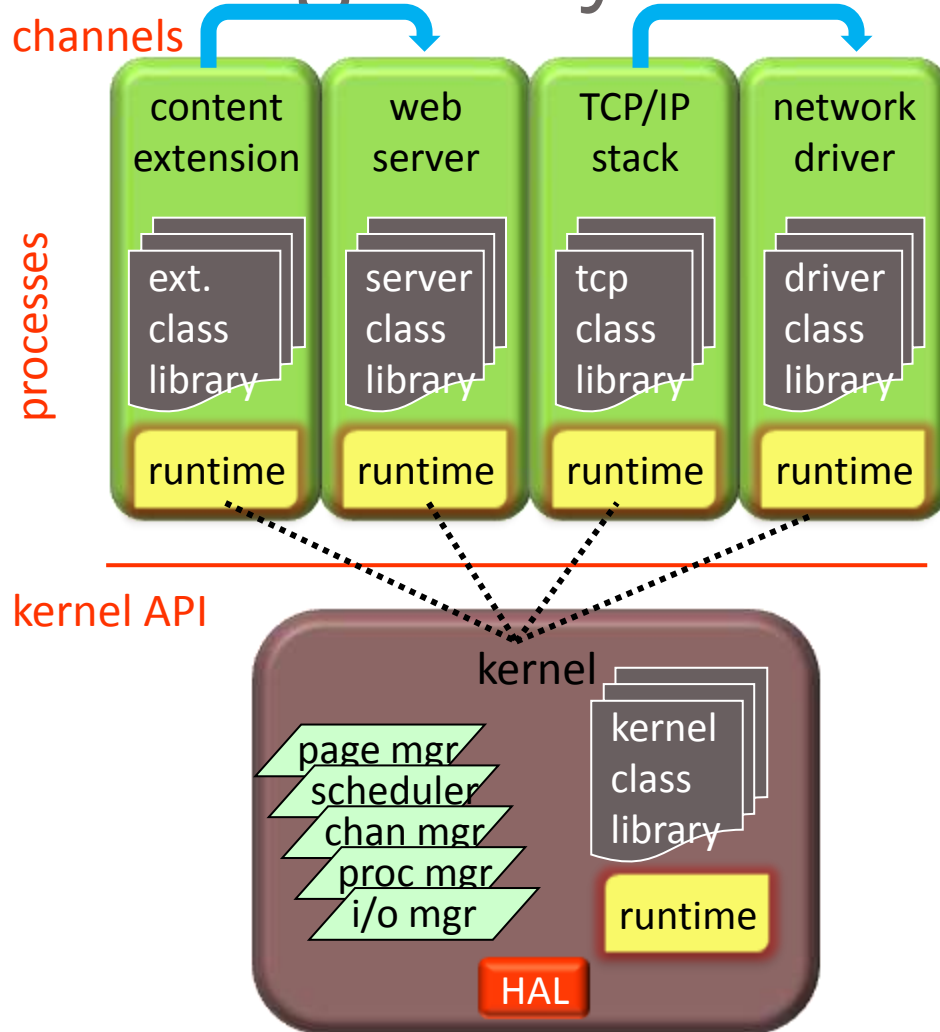 channels
content
extension
web
server
TCP/IP
stack
network
driver
processes
ext.
class
library
server
class
library
tcp
class
library
driver
class
library
runtime
runtime
runtime
runtime
kernel API
kernel
page mgr
scheduler
chan mgr
proc mgr
i/o mgr
kernel
class
library
runtime
HAL